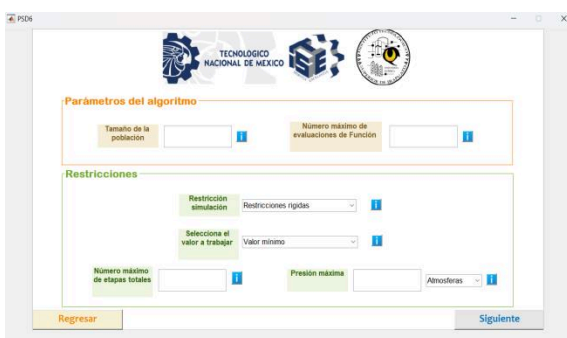 PSD6
TECNOLOGICO
NACIONAL DE MEXICO
Parámetros del algoritmo
Tamaño de la
población
Número máximo de
evaluaciones de Función
Restricciones
Restricción
simulación
Restricciones rigidas
Selecciona el
valor a trabajar
Valor mínimo
Número máximo
de etapas totales
Presión máxima
Atmosferas
Regresar
Siguiente